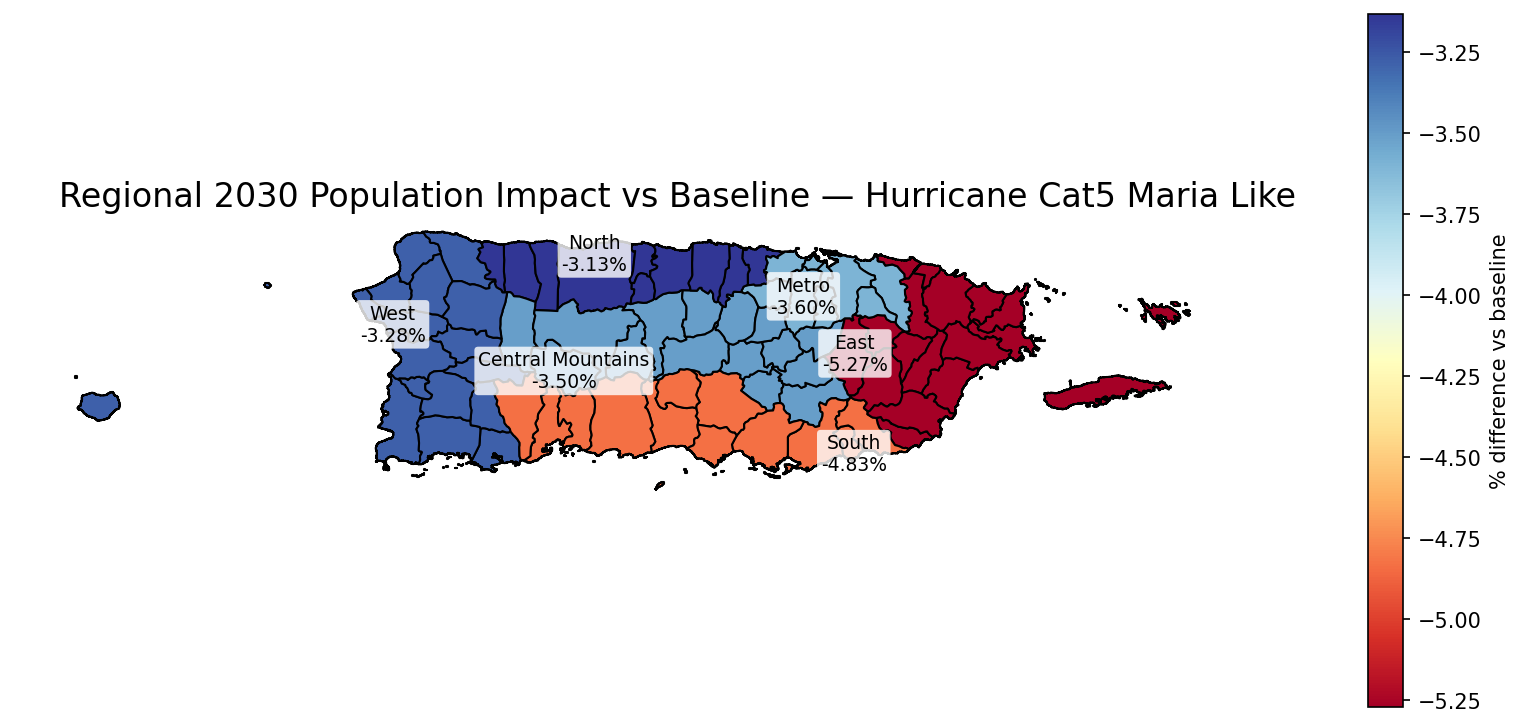 Regional 2030 Population Impact vs Baseline — Hurricane Cat5 Maria Like
North
-3.13%
Metro
-3.60%
West
-3.28%
East
-5.27%
Central Mountains
-3.50%
South
-4.83%
−3.25
−3.50
−3.75
−4.00
−4.25
−4.50
−4.75
−5.00
−5.25
% difference vs baseline